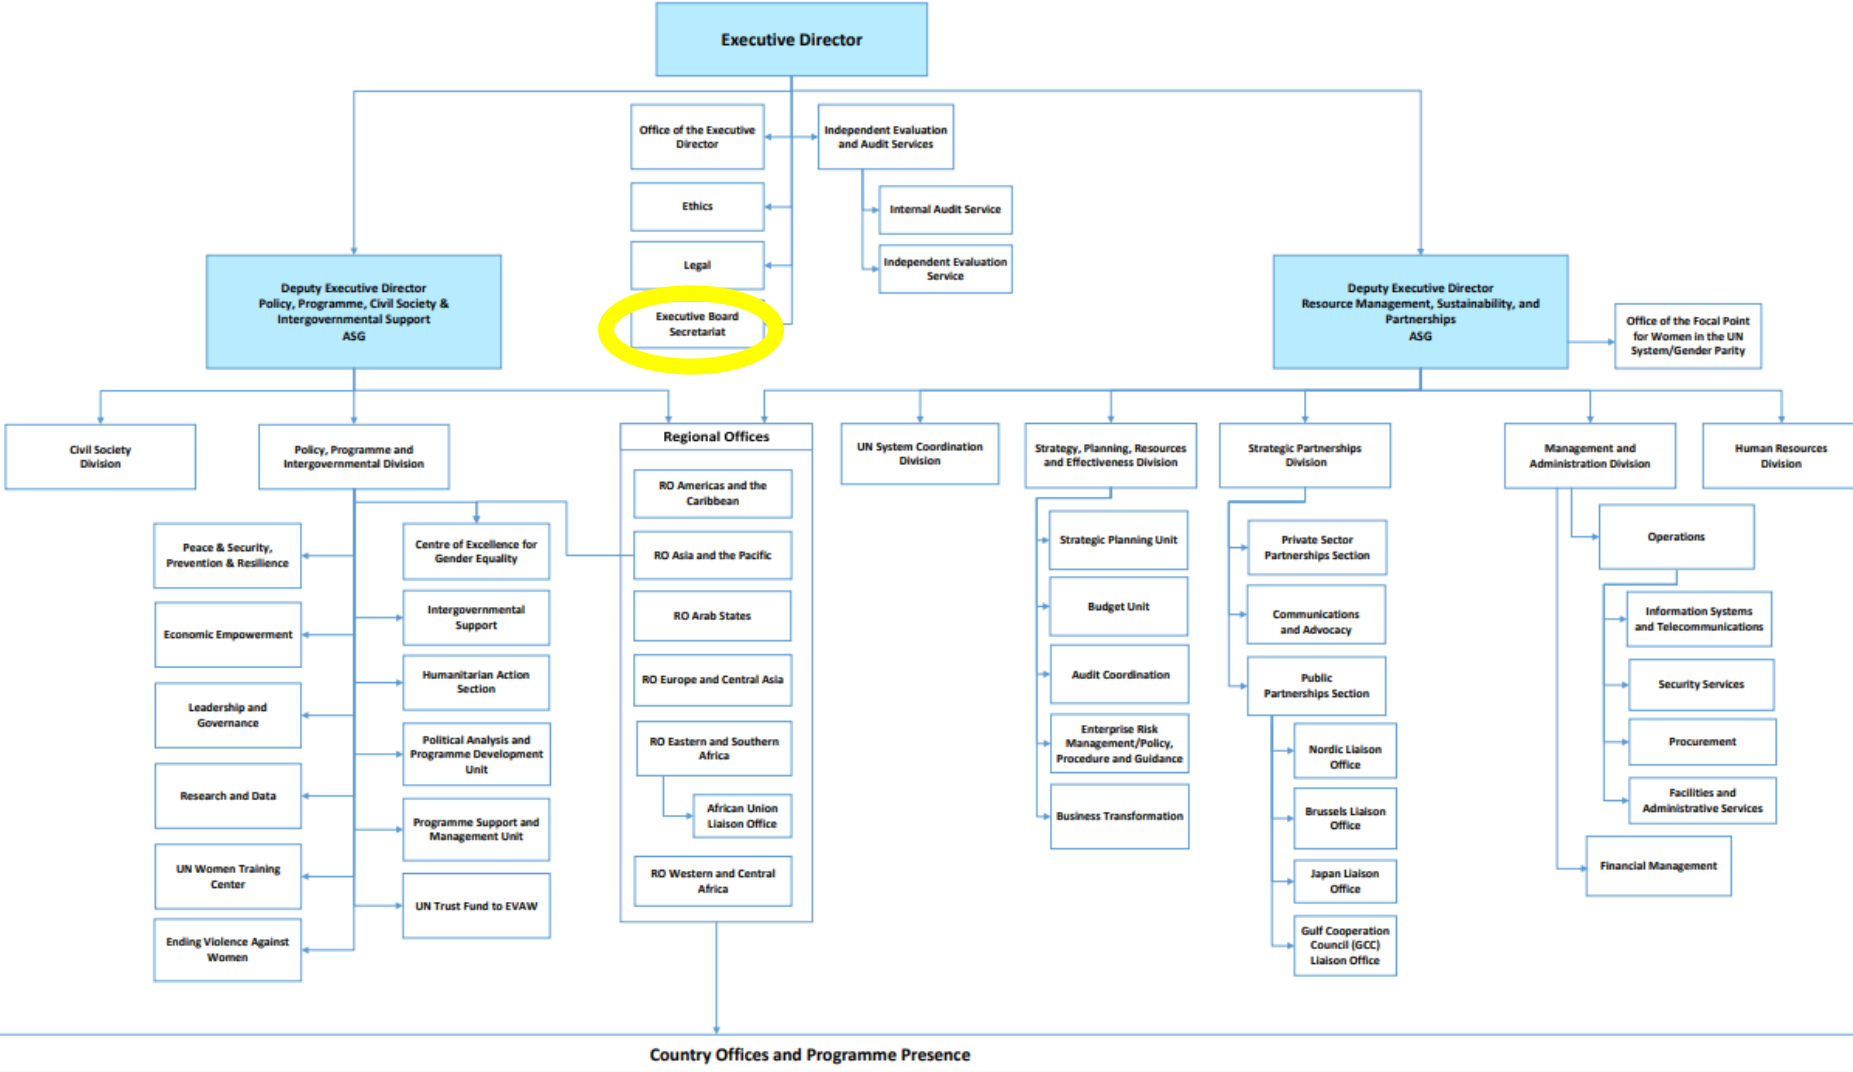 Executive Director
Office of the Executive
Director
Independent Evaluation
and Audit Services
Ethics
Internal Audit Service
Legal
Independent Evaluation
Service
Executive Board
Secretariat
Deputy Executive Director
Policy, Programme, Civil Society &
Intergovernmental Support
ASG
Deputy Executive Director
Resource Management, Sustainability, and
Partnerships
ASG
Office of the Focal Point
for Women in the UN
System/Gender Parity
Civil Society
Division
Policy, Programme and
Intergovernmental Division
Regional Offices
UN System Coordination
Division
Strategy, Planning, Resources
and Effectiveness Division
Strategic Partnerships
Division
Management and
Administration Division
Human Resources
Division
Peace & Security,
Prevention & Resilience
Economic Empowerment
Leadership and
Governance
Research and Data
UN Women Training
Center
Ending Violence Against
Women
Centre of Excellence for
Gender Equality
Intergovernmental
Support
Humanitarian Action
Section
Political Analysis and
Programme Development
Unit
Programme Support and
Management Unit
UN Trust Fund to EVAW
RO Americas and the
Caribbean
RO Asia and the Pacific
RO Arab States
RO Europe and Central Asia
RO Eastern and Southern
Africa
African Union
Liaison Office
RO Western and Central
Africa
Strategic Planning Unit
Budget Unit
Audit Coordination
Enterprise Risk
Management/Policy,
Procedure and Guidance
Business Transformation
Private Sector
Partnerships Section
Communications
and Advocacy
Public
Partnerships Section
Nordic Liaison
Office
Brussels Liaison
Office
Japan Liaison
Office
Gulf Cooperation
Council (GCC)
Liaison Office
Operations
Information Systems
and Telecommunications
Security Services
Procurement
Facilities and
Administrative Services
Financial Management
Country Offices and Programme Presence